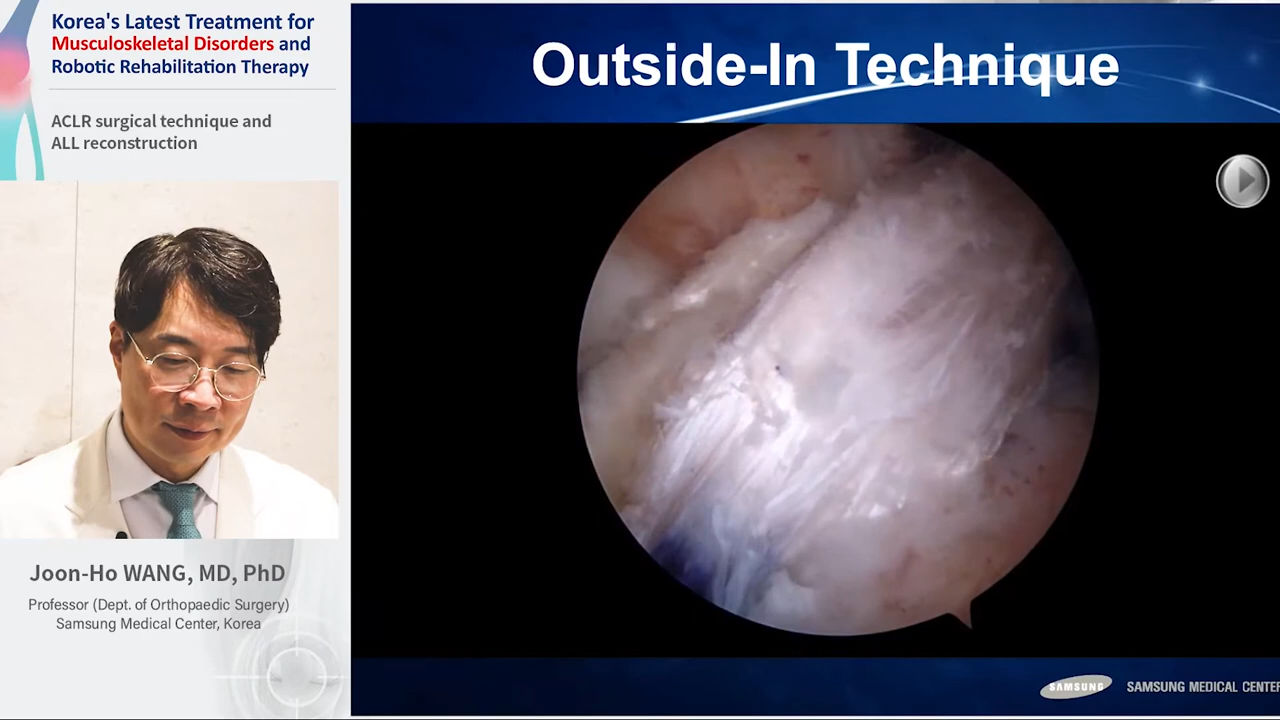 Korea's Latest Treatment for
Musculoskeletal Disorders and
Robotic Rehabilitation Therapy
ACLR surgical technique and
ALL reconstruction
Joon-Ho WANG, MD, PhD
Professor (Dept. of Orthopaedic Surgery)
Samsung Medical Center, Korea
Outside-In Technique
SAMSUNG SAMSUNG MEDICAL CENTER